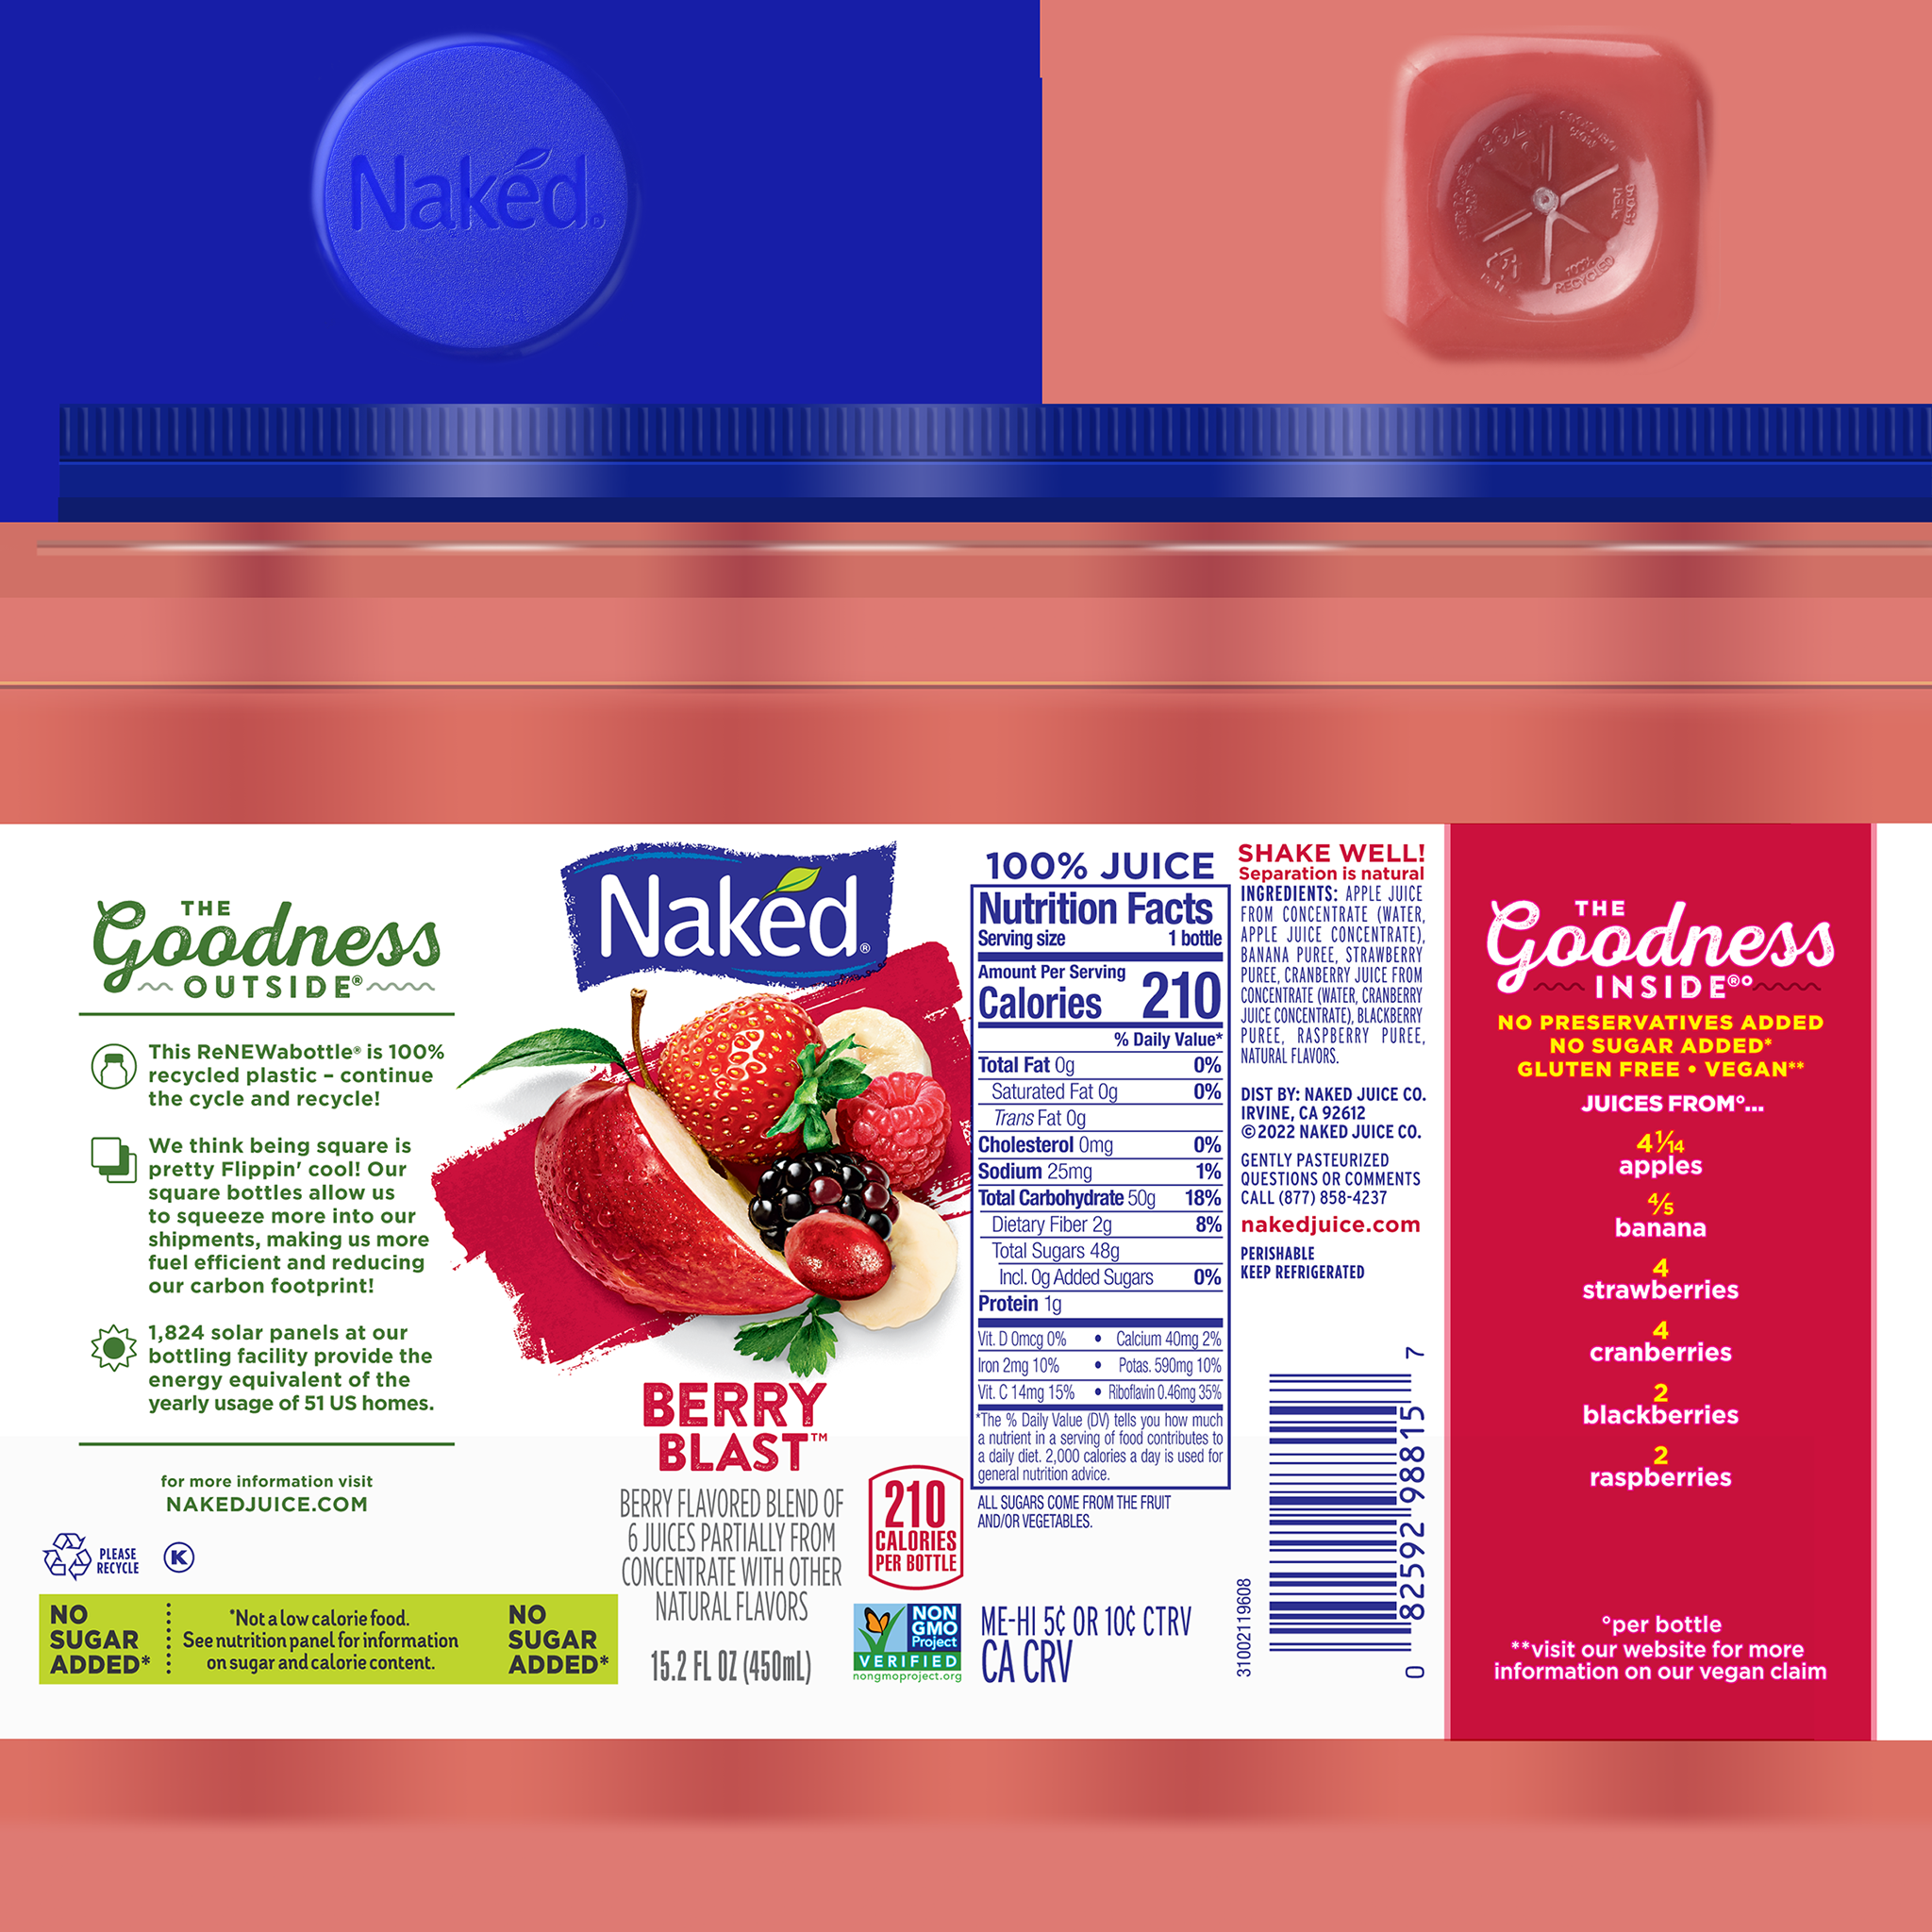 Nakéd.®
100%
RECYCLED
THE
Goodness
OUTSIDE®
This ReNEWabottle® is 100%
recycled plastic – continue
the cycle and recycle!
We think being square is
pretty Flippin' cool! Our
square bottles allow us
to squeeze more into our
shipments, making us more
fuel efficient and reducing
our carbon footprint!
1,824 solar panels at our
bottling facility provide the
energy equivalent of the
yearly usage of 51 US homes.
for more information visit
NAKEDJUICE.COM
PLEASE
RECYCLE
K
NO
SUGAR
ADDED*
*Not a low calorie food.
See nutrition panel for information
on sugar and calorie content.
NO
SUGAR
ADDED*
Nakéd®
BERRY
BLAST™
BERRY FLAVORED BLEND OF
6 JUICES PARTIALLY FROM
CONCENTRATE WITH OTHER
NATURAL FLAVORS
15.2 FL OZ (450mL)
210
CALORIES
PER BOTTLE
NON
GMO
Project
VERIFIED
nongmoproject.org
100% JUICE
Nutrition Facts
Serving size 1 bottle
Amount Per Serving
Calories 210
% Daily Value*
Total Fat 0g 0%
Saturated Fat 0g 0%
Trans Fat 0g
Cholesterol 0mg 0%
Sodium 25mg 1%
Total Carbohydrate 50g 18%
Dietary Fiber 2g 8%
Total Sugars 48g
Incl. 0g Added Sugars 0%
Protein 1g
Vit. D 0mcg 0% • Calcium 40mg 2%
Iron 2mg 10% • Potas. 590mg 10%
Vit. C 14mg 15% • Riboflavin 0.46mg 35%
*The % Daily Value (DV) tells you how much
a nutrient in a serving of food contributes to
a daily diet. 2,000 calories a day is used for
general nutrition advice.
ALL SUGARS COME FROM THE FRUIT
AND/OR VEGETABLES.
ME-HI 5¢ OR 10¢ CTRV
CA CRV
SHAKE WELL!
Separation is natural
INGREDIENTS: APPLE JUICE
FROM CONCENTRATE (WATER,
APPLE JUICE CONCENTRATE),
BANANA PUREE, STRAWBERRY
PUREE, CRANBERRY JUICE FROM
CONCENTRATE (WATER, CRANBERRY
JUICE CONCENTRATE), BLACKBERRY
PUREE, RASPBERRY PUREE,
NATURAL FLAVORS.
DIST BY: NAKED JUICE CO.
IRVINE, CA 92612
©2022 NAKED JUICE CO.
GENTLY PASTEURIZED
QUESTIONS OR COMMENTS
CALL (877) 858-4237
nakedjuice.com
PERISHABLE
KEEP REFRIGERATED
31002119608
0 82592 98815 7
THE
Goodness
INSIDE®°
NO PRESERVATIVES ADDED
NO SUGAR ADDED*
GLUTEN FREE • VEGAN**
JUICES FROM°...
4 1/14
apples
4/5
banana
4
strawberries
4
cranberries
2
blackberries
2
raspberries
°per bottle
**visit our website for more
information on our vegan claim